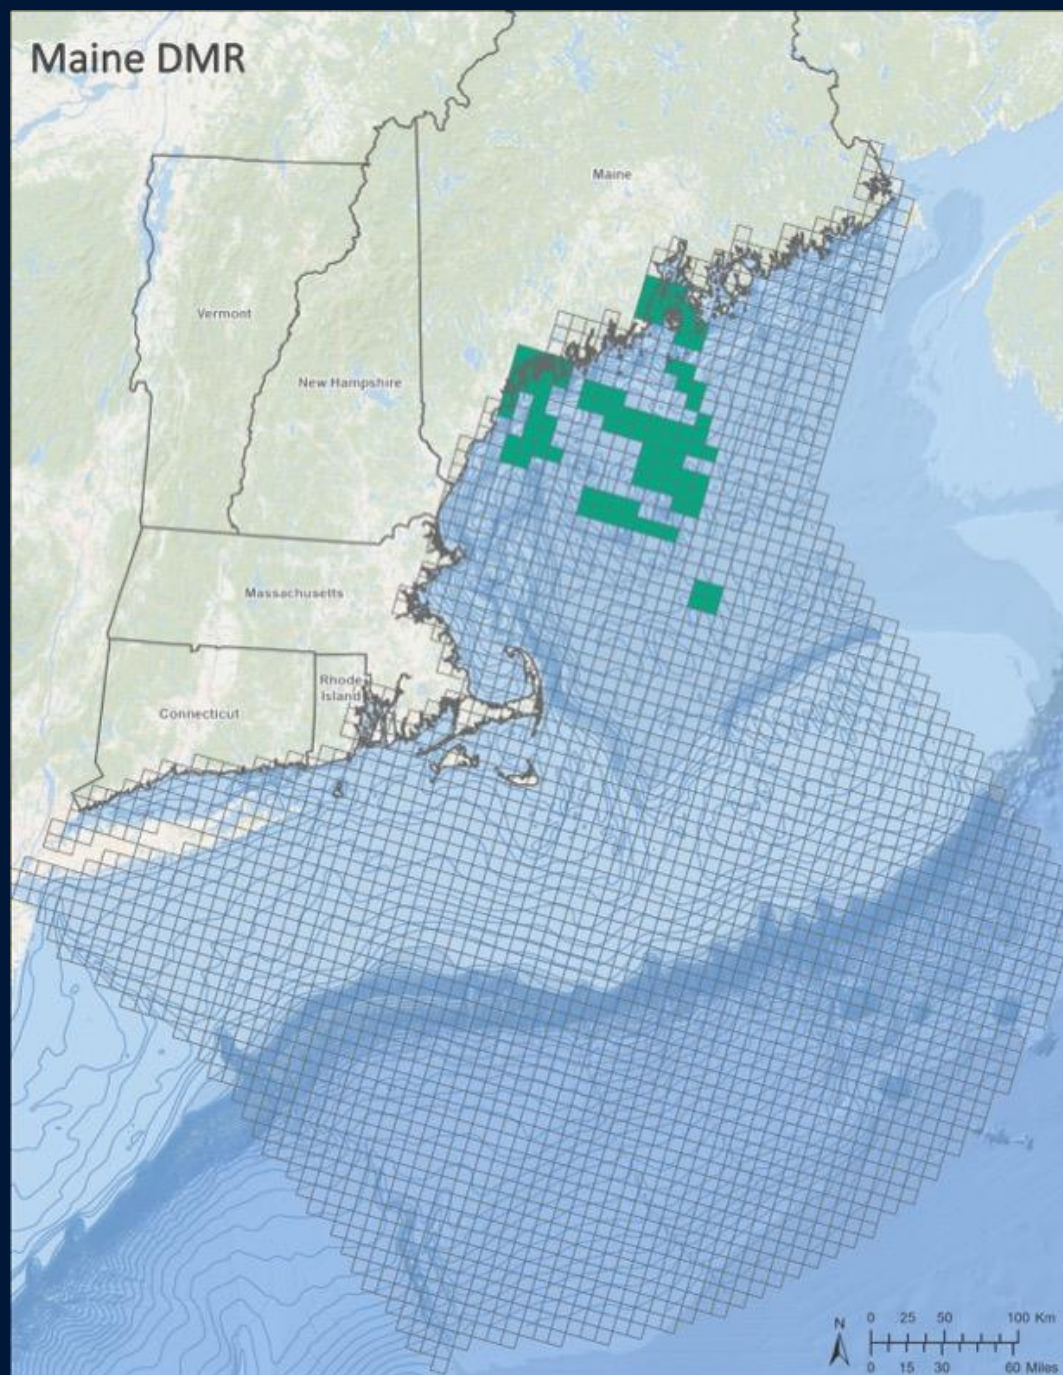 Maine DMR
Maine
Vermont
New Hampshire
Massachusetts
Rhode
Island
Connecticut
N
0 25 50 100 Km
0 15 30 60 Miles